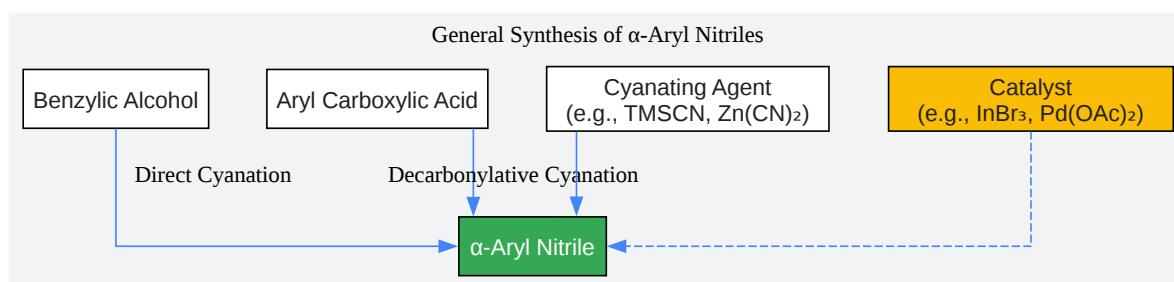 General Synthesis of α-Aryl Nitriles
Benzylic Alcohol
Aryl Carboxylic Acid
Cyanating Agent
(e.g., TMSCN, Zn(CN)₂)
Catalyst
(e.g., InBr₃, Pd(OAc)₂)
Direct Cyanation
Decarbonylative Cyanation
α-Aryl Nitrile